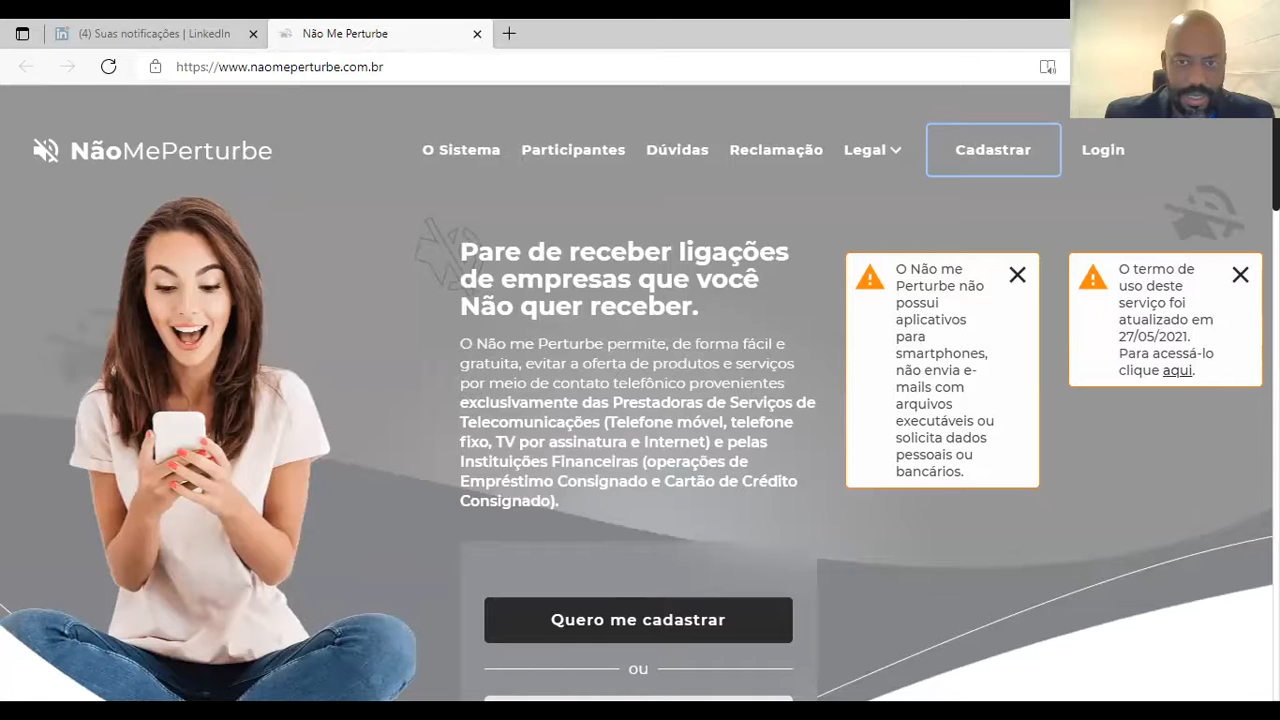 (4) Suas notificações | LinkedIn
Não Me Perturbe
https://www.naomeperturbe.com.br
NãoMePerturbe
O Sistema
Participantes
Dúvidas
Reclamação
Legal
Cadastrar
Login
Pare de receber ligações
de empresas que você
Não quer receber.
O Não me Perturbe permite, de forma fácil e
gratuita, evitar a oferta de produtos e serviços
por meio de contato telefônico provenientes
exclusivamente das Prestadoras de Serviços de
Telecomunicações (Telefone móvel, telefone
fixo, TV por assinatura e Internet) e pelas
Instituições Financeiras (operações de
Empréstimo Consignado e Cartão de Crédito
Consignado).
Quero me cadastrar
ou
O Não me
Perturbe não
possui
aplicativos
para
smartphones,
não envia e-
mails com
arquivos
executáveis ou
solicita dados
pessoais ou
bancários.
O termo de
uso deste
serviço foi
atualizado em
27/05/2021.
Para acessá-lo
clique aqui.